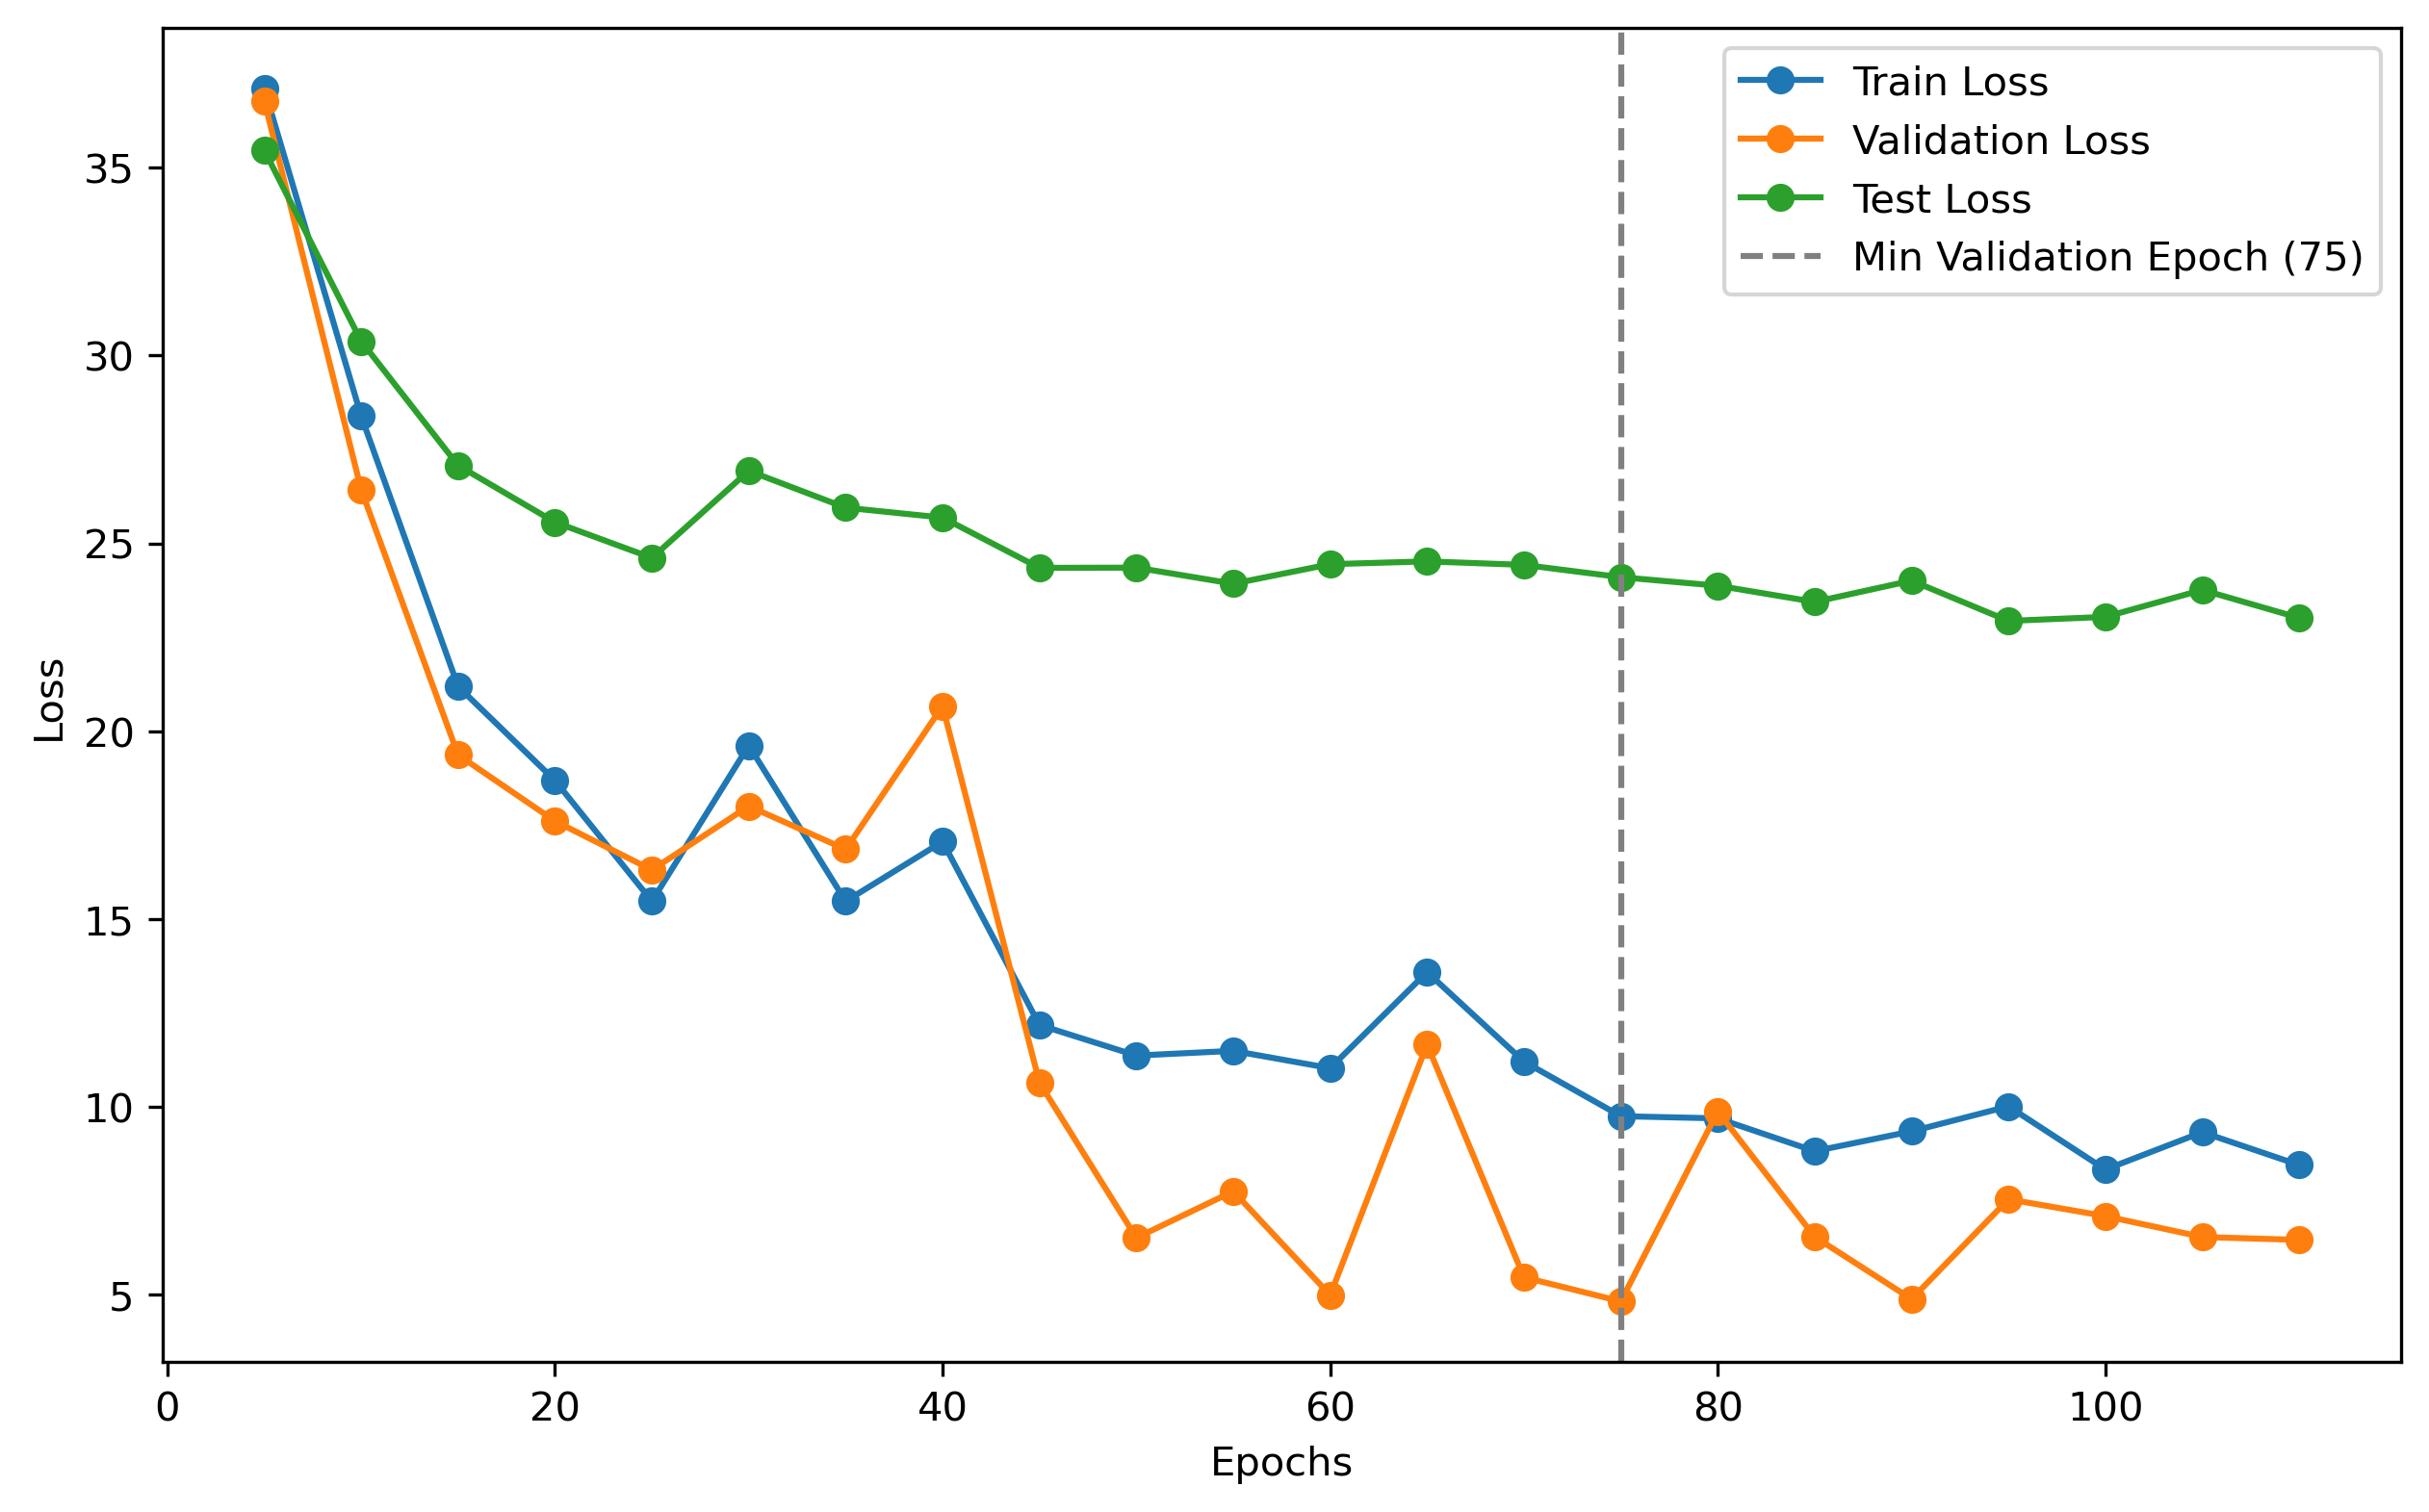 Train Loss
Validation Loss
Test Loss
Min Validation Epoch (75)
Loss
35
30
25
20
15
10
5
0 20 40 60 80 100
Epochs